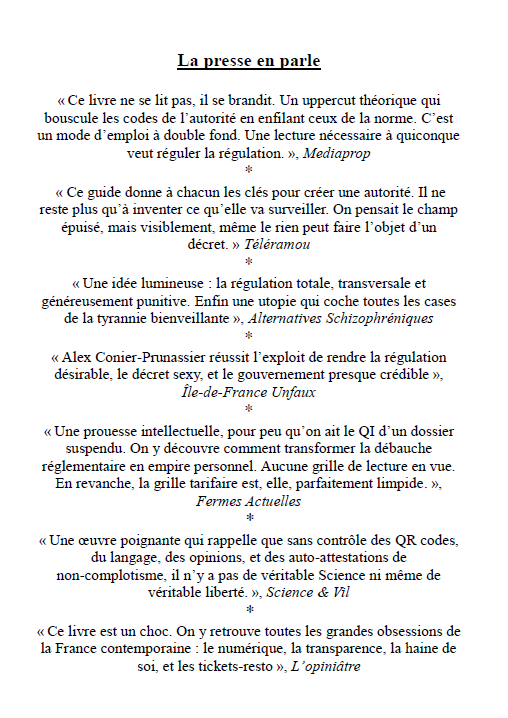 La presse en parle
« Ce livre ne se lit pas, il se brandit. Un uppercut théorique qui
bouscule les codes de l’autorité en enfilant ceux de la norme. C’est
un mode d’emploi à double fond. Une lecture nécessaire à quiconque
veut réguler la régulation. », Mediaprop
*
« Ce guide donne à chacun les clés pour créer une autorité. Il ne
reste plus qu’à inventer ce qu’elle va surveiller. On pensait le champ
épuisé, mais visiblement, même le rien peut faire l’objet d’un
décret. » Téléramou
*
« Une idée lumineuse : la régulation totale, transversale et
généreusement punitive. Enfin une utopie qui coche toutes les cases
de la tyrannie bienveillante », Alternatives Schizophréniques
*
« Alex Conier-Prunassier réussit l’exploit de rendre la régulation
désirable, le décret sexy, et le gouvernement presque crédible »,
Île-de-France Unfaux
*
« Une prouesse intellectuelle, pour peu qu’on ait le QI d’un dossier
suspendu. On y découvre comment transformer la débauche
réglementaire en empire personnel. Aucune grille de lecture en vue.
En revanche, la grille tarifaire est, elle, parfaitement limpide. »,
Fermes Actuelles
*
« Une œuvre poignante qui rappelle que sans contrôle des QR codes,
du langage, des opinions, et des auto-attestations de
non-complotisme, il n’y a pas de véritable Science ni même de
véritable liberté. », Science & Vil
*
« Ce livre est un choc. On y retrouve toutes les grandes obsessions de
la France contemporaine : le numérique, la transparence, la haine de
soi, et les tickets-resto », L’opiniâtre